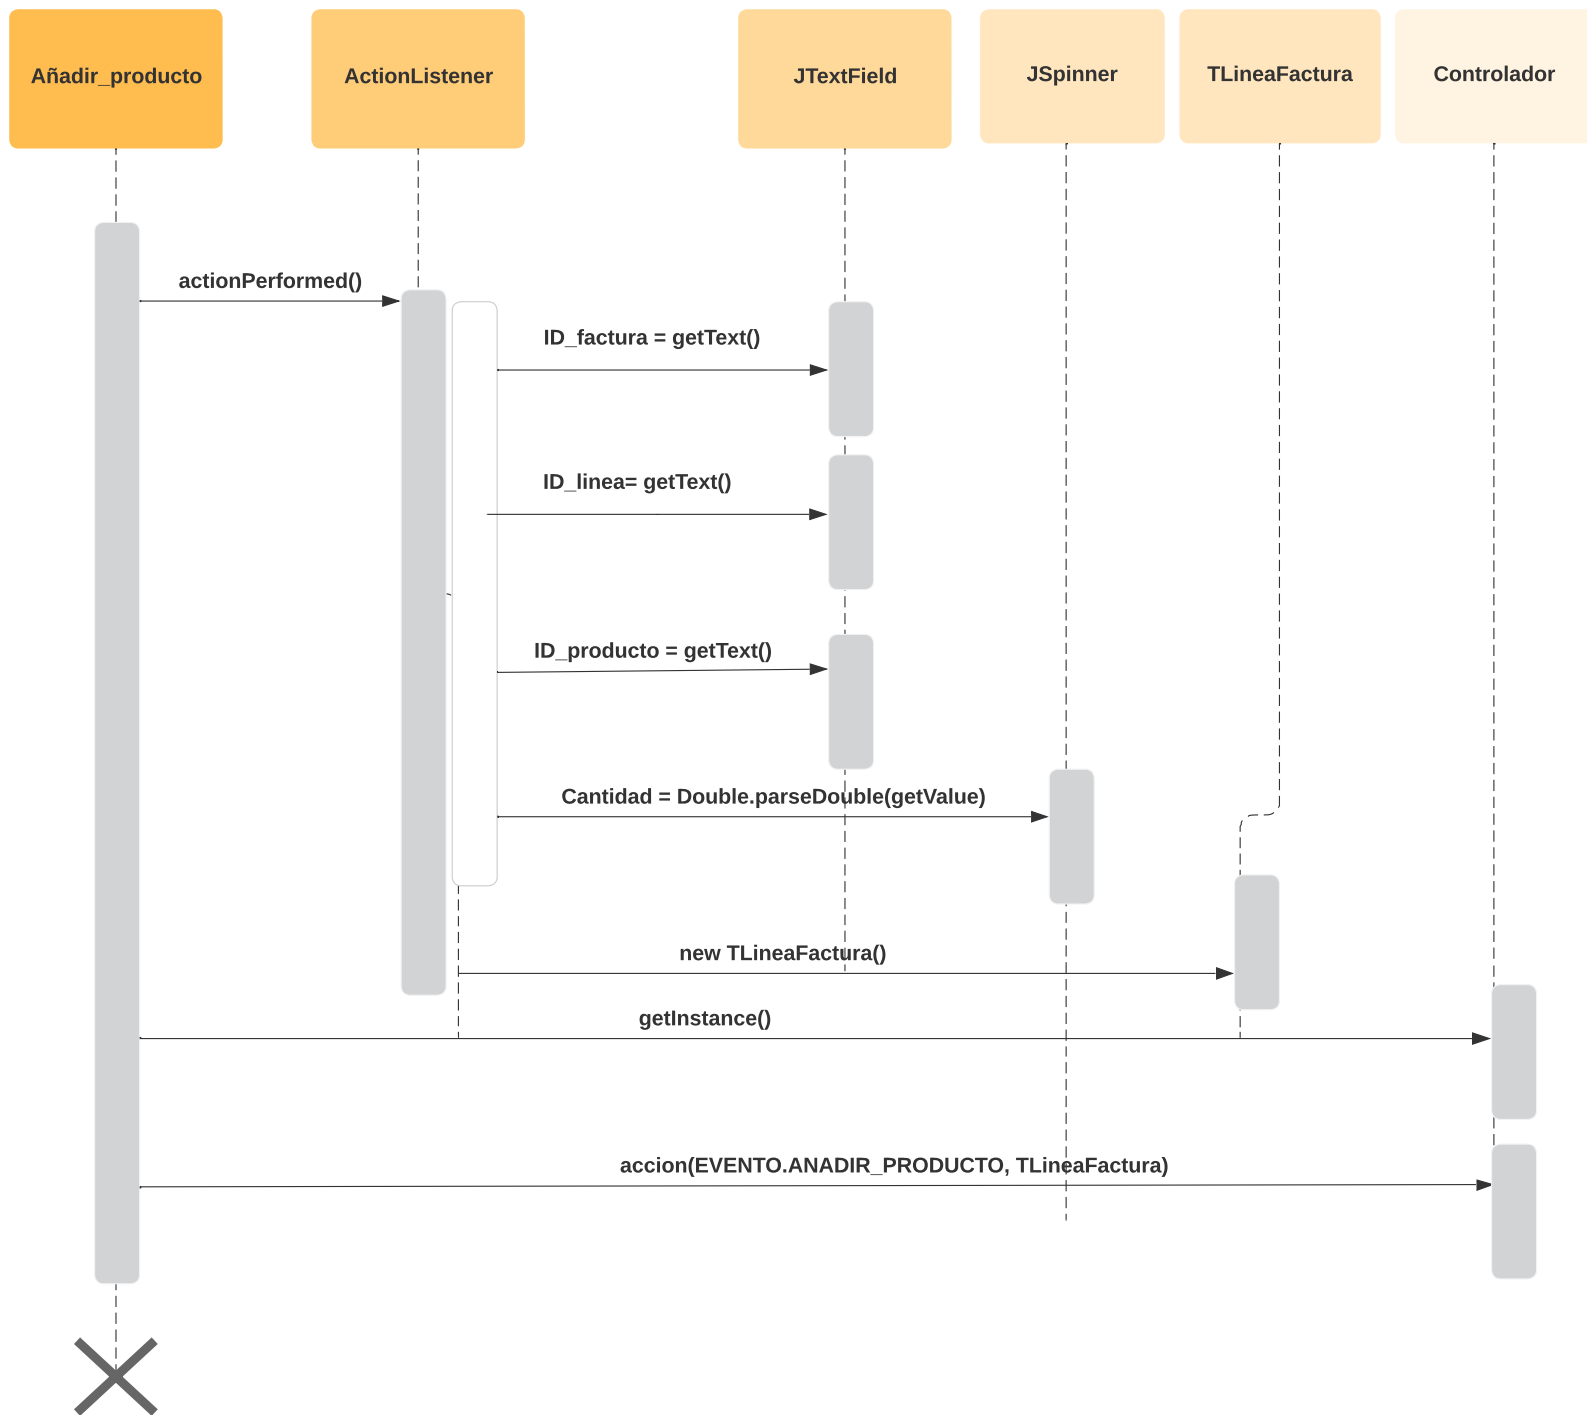 Añadir_producto
ActionListener
JTextField
JSpinner
TLineaFactura
Controlador
actionPerformed()
ID_factura = getText()
ID_linea= getText()
ID_producto = getText()
Cantidad = Double.parseDouble(getValue)
new TLineaFactura()
getInstance()
accion(EVENTO.ANADIR_PRODUCTO, TLineaFactura)